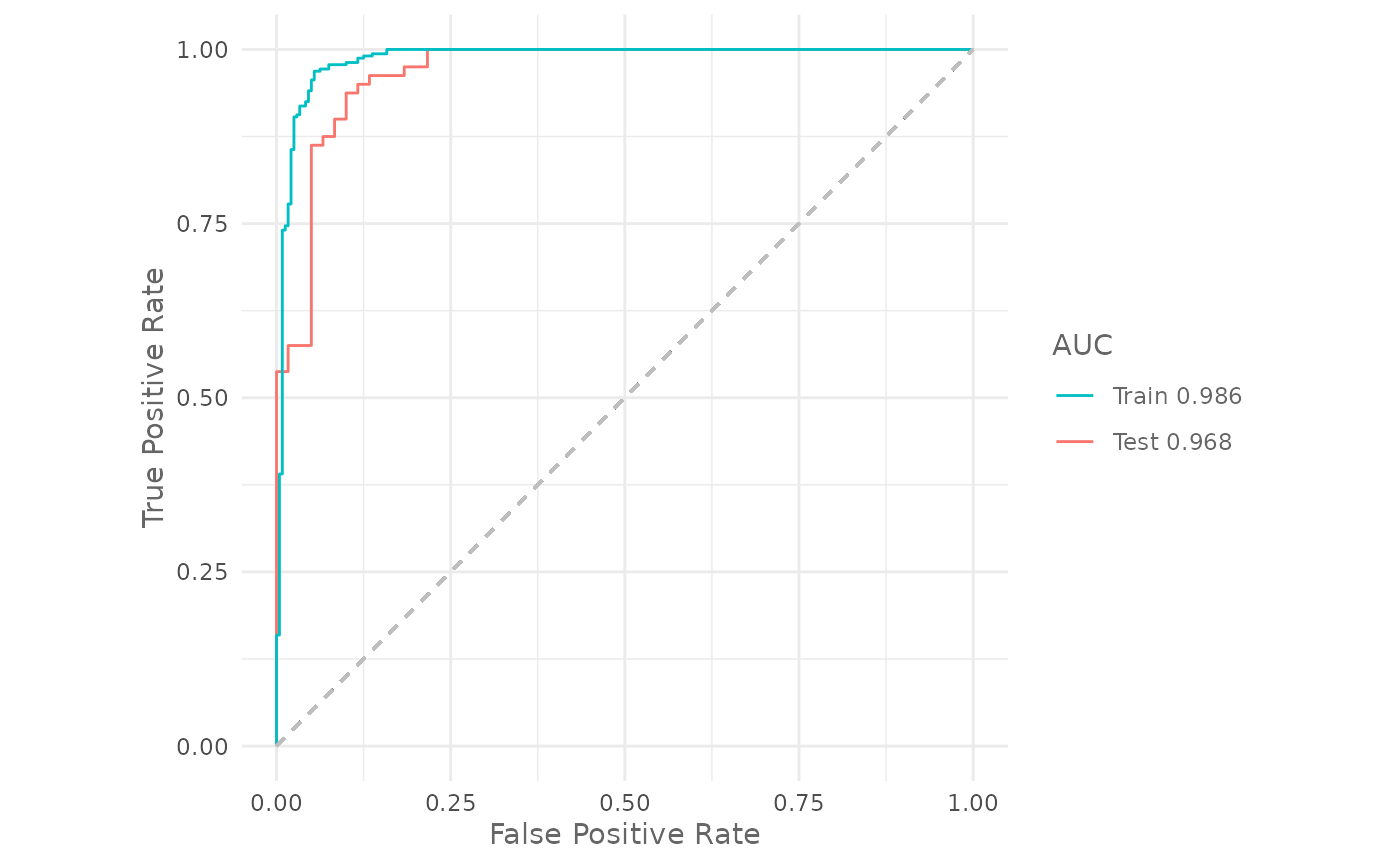 1.00
0.75
0.50
0.25
0.00
True Positive Rate
0.00 0.25 0.50 0.75 1.00
False Positive Rate
AUC
Train 0.986
Test 0.968